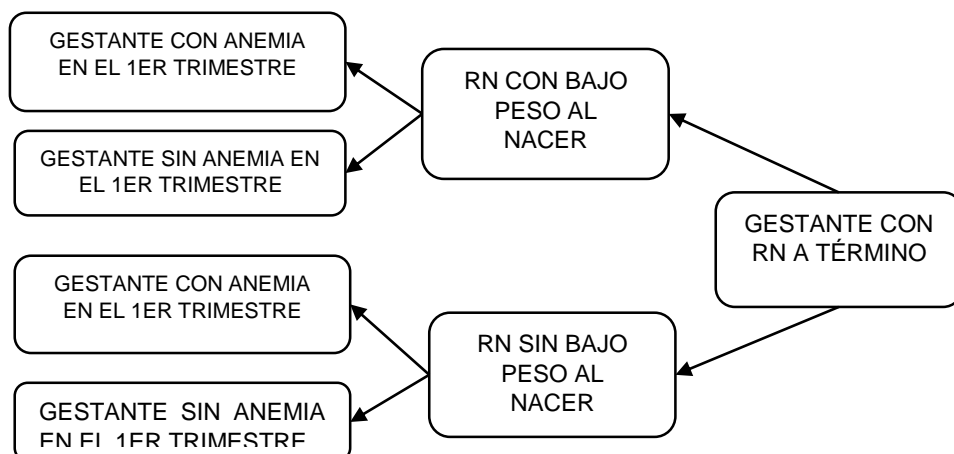 GESTANTE CON ANEMIA
EN EL 1ER TRIMESTRE
GESTANTE SIN ANEMIA EN
EL 1ER TRIMESTRE
RN CON BAJO
PESO AL
NACER
GESTANTE CON
RN A TÉRMINO
GESTANTE CON ANEMIA
EN EL 1ER TRIMESTRE
RN SIN BAJO
PESO AL
NACER
GESTANTE SIN ANEMIA
EN EL 1ER TRIMESTRE